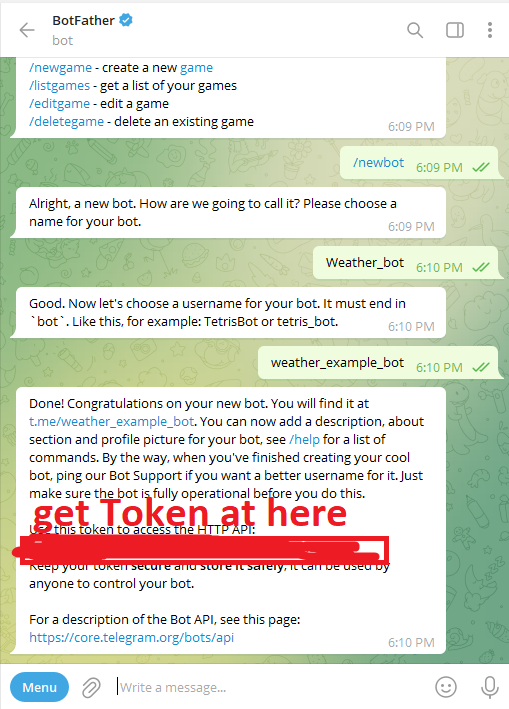 BotFather
bot
/newgame - create a new game
/listgames - get a list of your games
/editgame - edit a game
/deletegame - delete an existing game
6:09 PM
/newbot 6:09 PM
Alright, a new bot. How are we going to call it? Please choose a
name for your bot.
6:09 PM
Weather_bot 6:10 PM
Good. Now let's choose a username for your bot. It must end in
`bot`. Like this, for example: TetrisBot or tetris_bot.
6:10 PM
weather_example_bot 6:10 PM
Done! Congratulations on your new bot. You will find it at
t.me/weather_example_bot. You can now add a description, about
section and profile picture for your bot, see /help for a list of
commands. By the way, when you've finished creating your cool
bot, ping our Bot Support if you want a better username for it. Just
make sure the bot is fully operational before you do this.
get Token at here
Use this token to access the HTTP API:
Keep your token secure and store it safely, it can be used by
anyone to control your bot.
For a description of the Bot API, see this page:
https://core.telegram.org/bots/api
6:10 PM
Menu
Write a message...